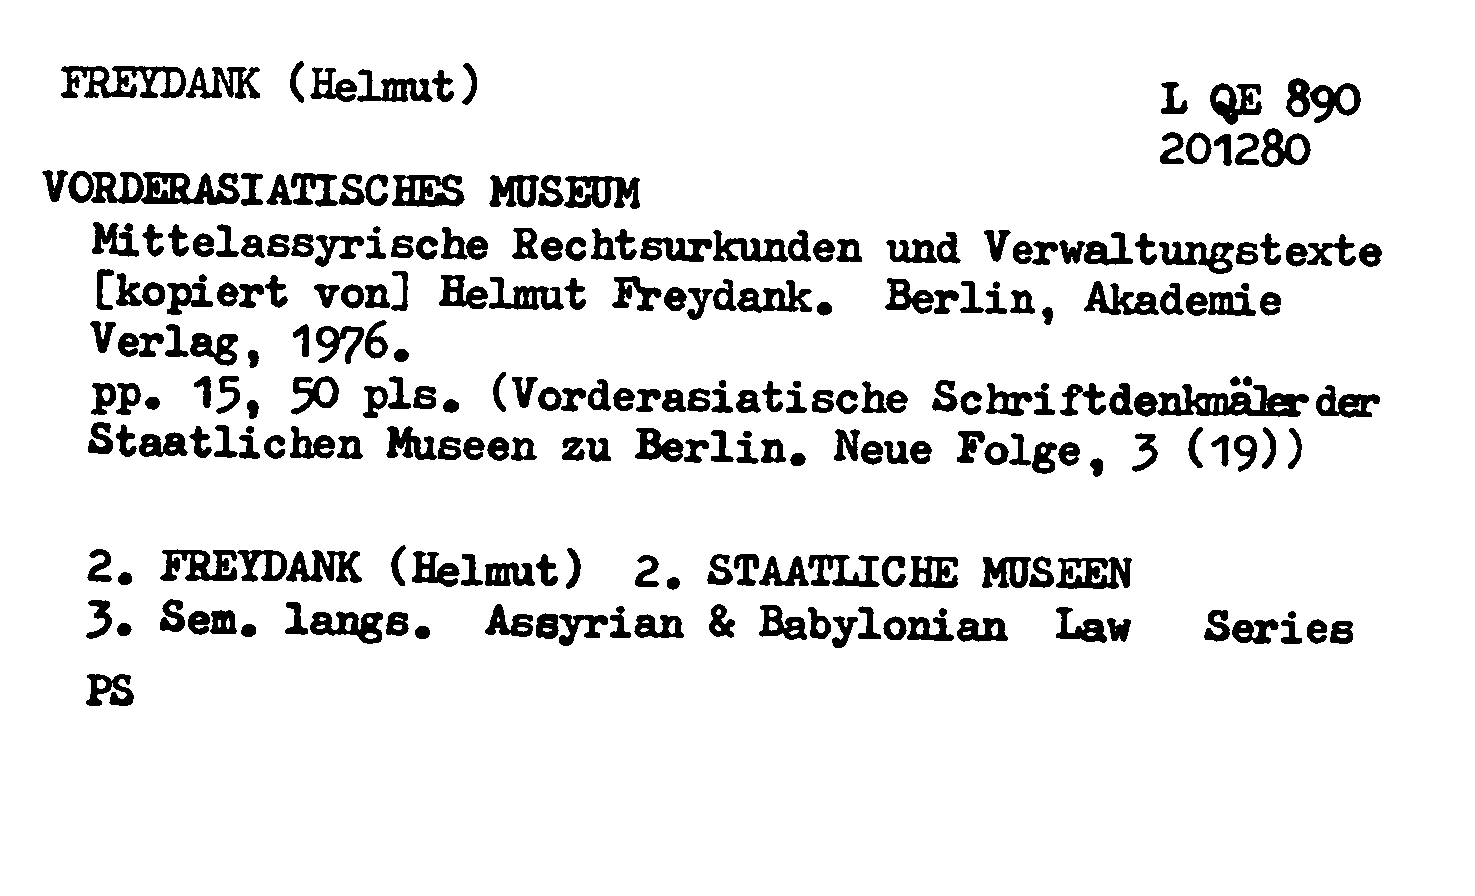 FREYDANK (Helmut)
L QE 890
201280
VORDERASIATISCHES MUSEUM
Mittelassyrische Rechtsurkunden und Verwaltungstexte
[kopiert von] Helmut Freydank. Berlin, Akademie
Verlag, 1976.
pp. 15, 50 pls. (Vorderasiatische Schriftdenkmäler der
Staatlichen Museen zu Berlin. Neue Folge, 3 (19))
2. FREYDANK (Helmut) 2. STAATLICHE MUSEEN
3. Sem. langs. Assyrian & Babylonian Law Series
PS